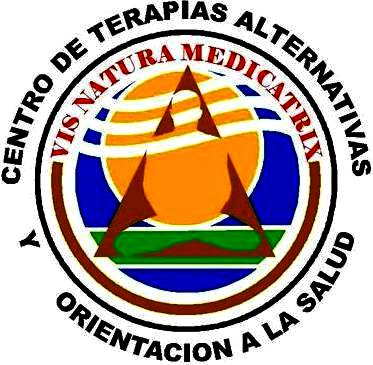 CENTRO DE TERAPIAS ALTERNATIVAS
Y ORIENTACION A LA SALUD
VIS NATURA MEDICATRIX